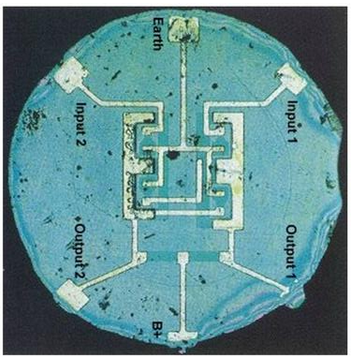 Earth
Input 2
Input 1
Output 2
Output 1
B+